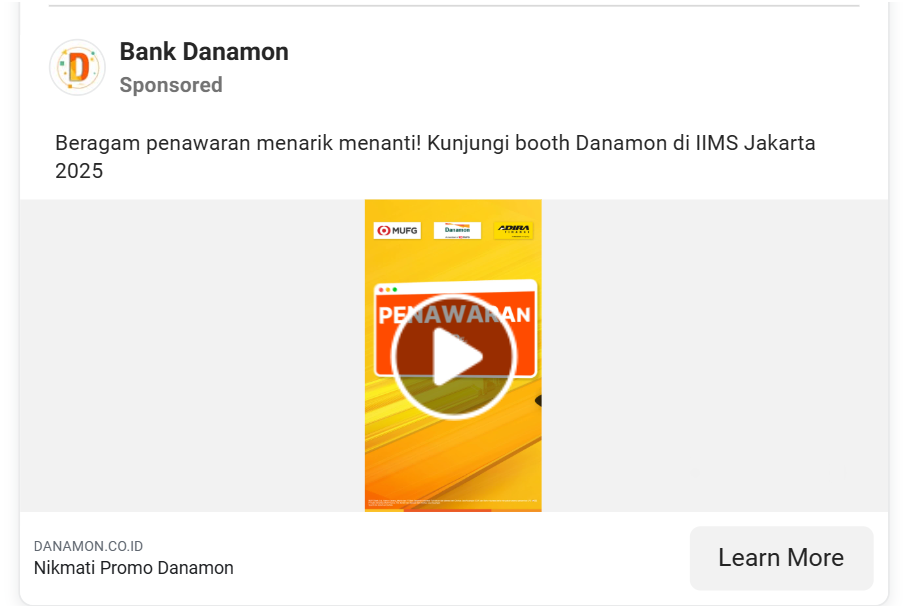 Bank Danamon
Sponsored
Beragam penawaran menarik menanti! Kunjungi booth Danamon di IIMS Jakarta
2025
MUFG
Danamon
ADIRA
FINANCE
PENAWARAN
DANAMON.CO.ID
Nikmati Promo Danamon
Learn More